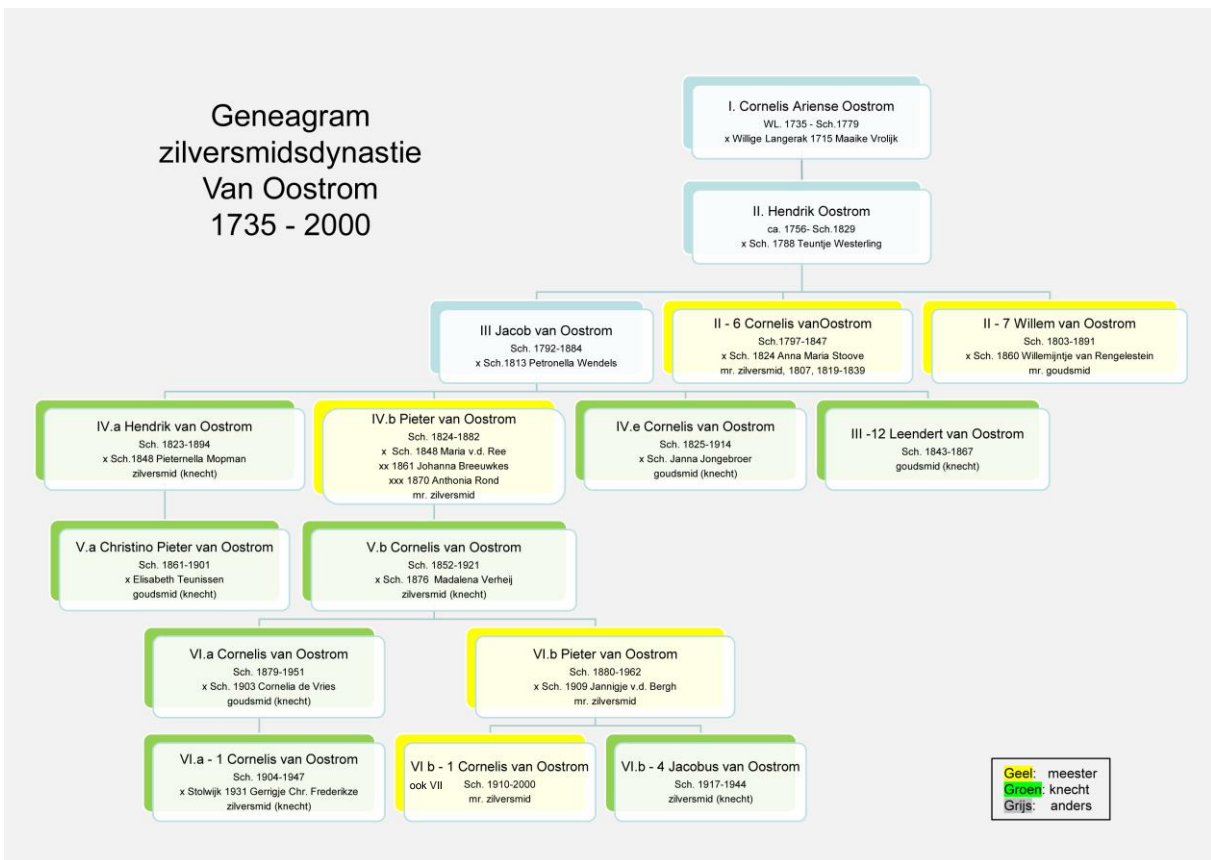 Geneagram
zilversmidsdynastie
Van Oostrom
1735 - 2000
I. Cornelis Ariense Oostrom
WL. 1735 - Sch.1779
x Willige Langerak 1715 Maaike Vrolijk
II. Hendrik Oostrom
ca. 1756- Sch.1829
x Sch. 1788 Teuntje Westerling
III Jacob van Oostrom
Sch. 1792-1884
x Sch.1813 Petronella Wendels
II - 6 Cornelis vanOostrom
Sch.1797-1847
x Sch. 1824 Anna Maria Stoove
mr. zilversmid, 1807, 1819-1839
II - 7 Willem van Oostrom
Sch. 1803-1891
x Sch. 1860 Willemijntje van Rengelestein
mr. goudsmid
IV.a Hendrik van Oostrom
Sch. 1823-1894
x Sch.1848 Pieternella Mopman
zilversmid (knecht)
IV.b Pieter van Oostrom
Sch. 1824-1882
x Sch. 1848 Maria v.d. Ree
xx 1861 Johanna Breeuwkes
xxx 1870 Anthonia Rond
mr. zilversmid
IV.e Cornelis van Oostrom
Sch. 1825-1914
x Sch. Janna Jongebroer
goudsmid (knecht)
III -12 Leendert van Oostrom
Sch. 1843-1867
goudsmid (knecht)
V.a Christino Pieter van Oostrom
Sch. 1861-1901
x Elisabeth Teunissen
goudsmid (knecht)
V.b Cornelis van Oostrom
Sch. 1852-1921
x Sch. 1876 Madalena Verheij
zilversmid (knecht)
VI.a Cornelis van Oostrom
Sch. 1879-1951
x Sch. 1903 Cornelia de Vries
goudsmid (knecht)
VI.b Pieter van Oostrom
Sch. 1880-1962
x Sch. 1909 Jannigje v.d. Bergh
mr. zilversmid
VI.a - 1 Cornelis van Oostrom
Sch. 1904-1947
x Stolwijk 1931 Gerrigje Chr. Frederikze
zilversmid (knecht)
VI b - 1 Cornelis van Oostrom
ook VII Sch. 1910-2000
mr. zilversmid
VI.b - 4 Jacobus van Oostrom
Sch. 1917-1944
zilversmid (knecht)
Geel: meester
Groen: knecht
Grijs: anders